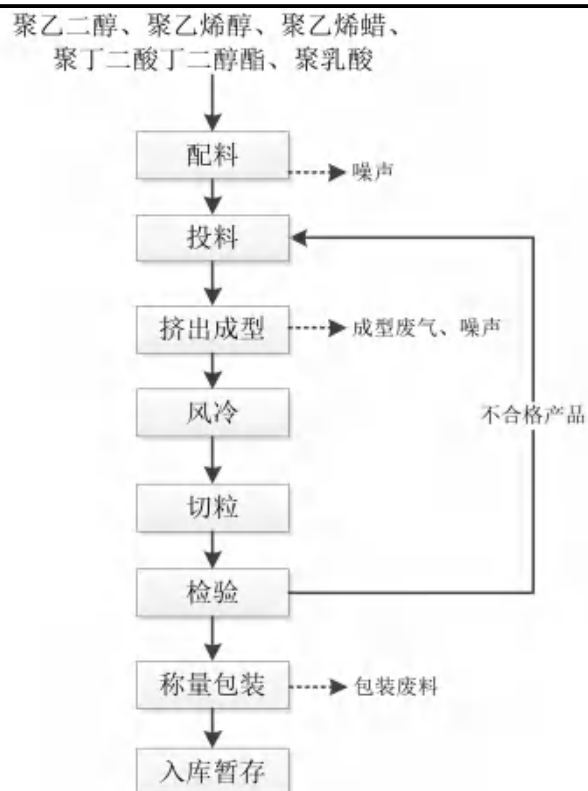 聚乙二醇、聚乙烯醇、聚乙烯蜡、
聚丁二酸丁二醇酯、聚乳酸
配料
噪声
投料
挤出成型
成型废气、噪声
风冷
不合格产品
切粒
检验
称量包装
包装废料
入库暂存